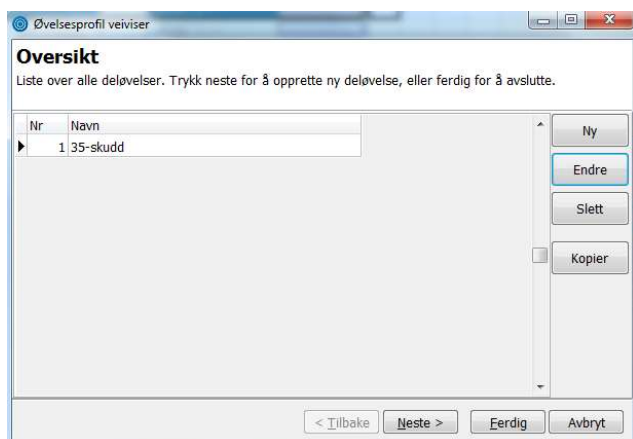 Øvelsesprofil veiviser
Oversikt
Liste over alle deløvelser. Trykk neste for å opprette ny deløvelse, eller ferdig for å avslutte.
Nr Navn
1 35-skudd
Ny
Endre
Slett
Kopier
< Tilbake Neste > Ferdig Avbryt